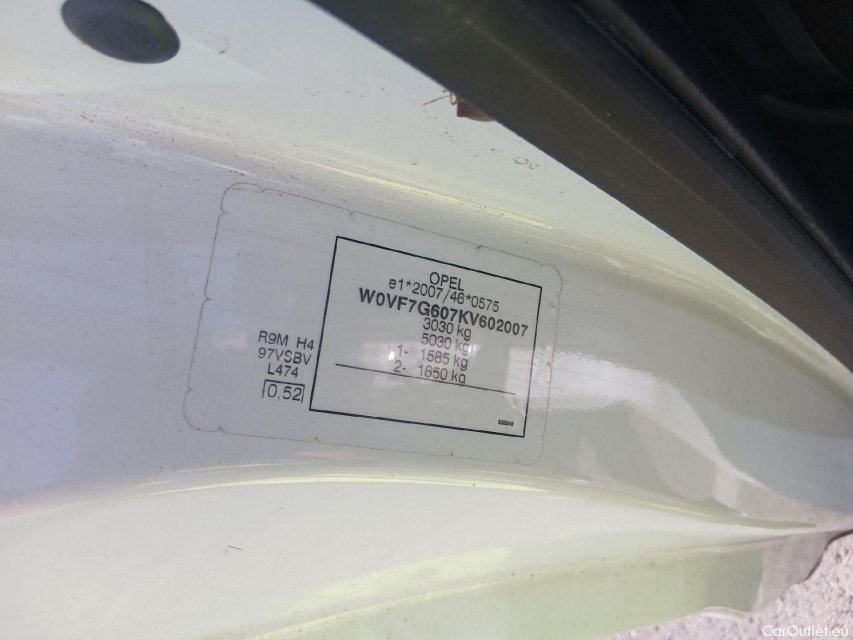 OPEL
e1*2007/46*0575
W0VF7G607KV602007
3030 kg
5030 kg
1- 1585 kg
2- 1650 kg
R9M H4
97VSBV
L474
0,52
CarOutlet.eu